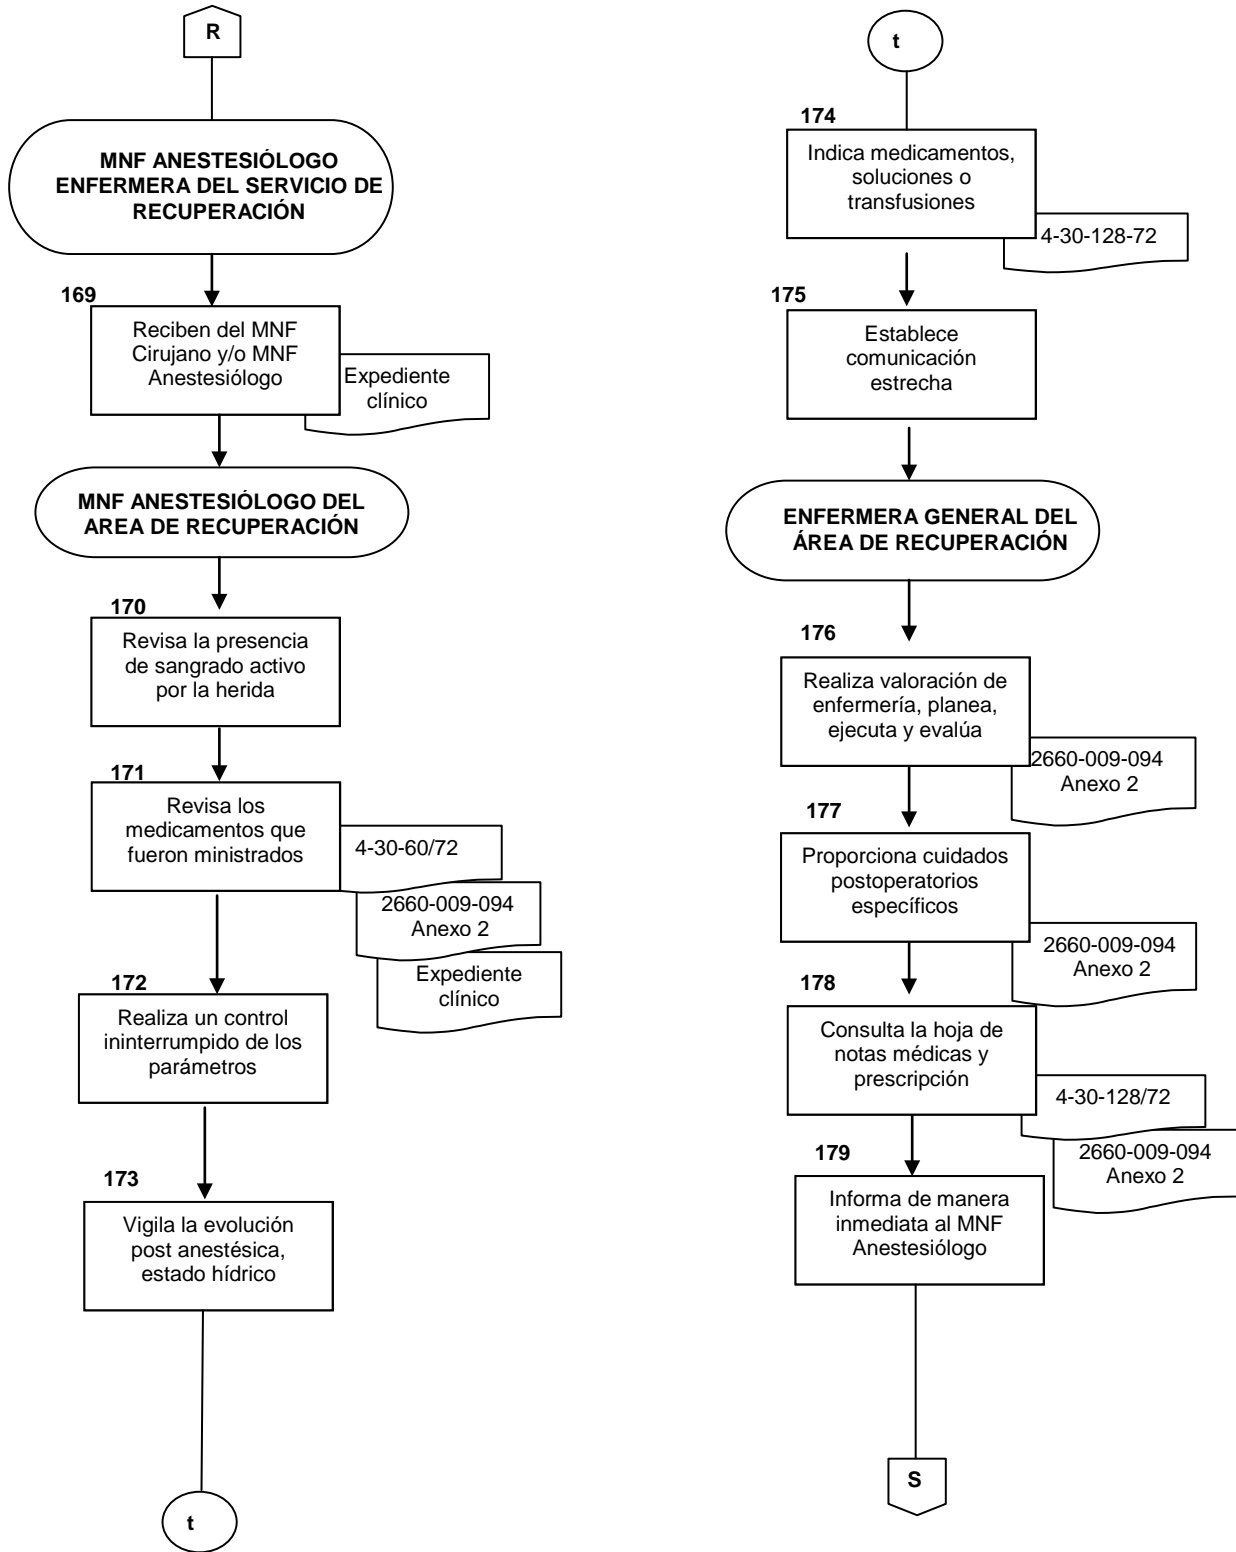 R
MNF ANESTESIÓLOGO
ENFERMERA DEL SERVICIO DE
RECUPERACIÓN
169
Reciben del MNF
Cirujano y/o MNF
Anestesiólogo
Expediente
clínico
MNF ANESTESIÓLOGO DEL
AREA DE RECUPERACIÓN
170
Revisa la presencia
de sangrado activo
por la herida
171
Revisa los
medicamentos que
fueron ministrados
4-30-60/72
2660-009-094
Anexo 2
Expediente
clínico
172
Realiza un control
ininterrumpido de los
parámetros
173
Vigila la evolución
post anestésica,
estado hídrico
t
t
174
Indica medicamentos,
soluciones o
transfusiones
4-30-128-72
175
Establece
comunicación
estrecha
ENFERMERA GENERAL DEL
ÁREA DE RECUPERACIÓN
176
Realiza valoración de
enfermería, planea,
ejecuta y evalúa
2660-009-094
Anexo 2
177
Proporciona cuidados
postoperatorios
específicos
2660-009-094
Anexo 2
178
Consulta la hoja de
notas médicas y
prescripción
4-30-128/72
2660-009-094
Anexo 2
179
Informa de manera
inmediata al MNF
Anestesiólogo
S